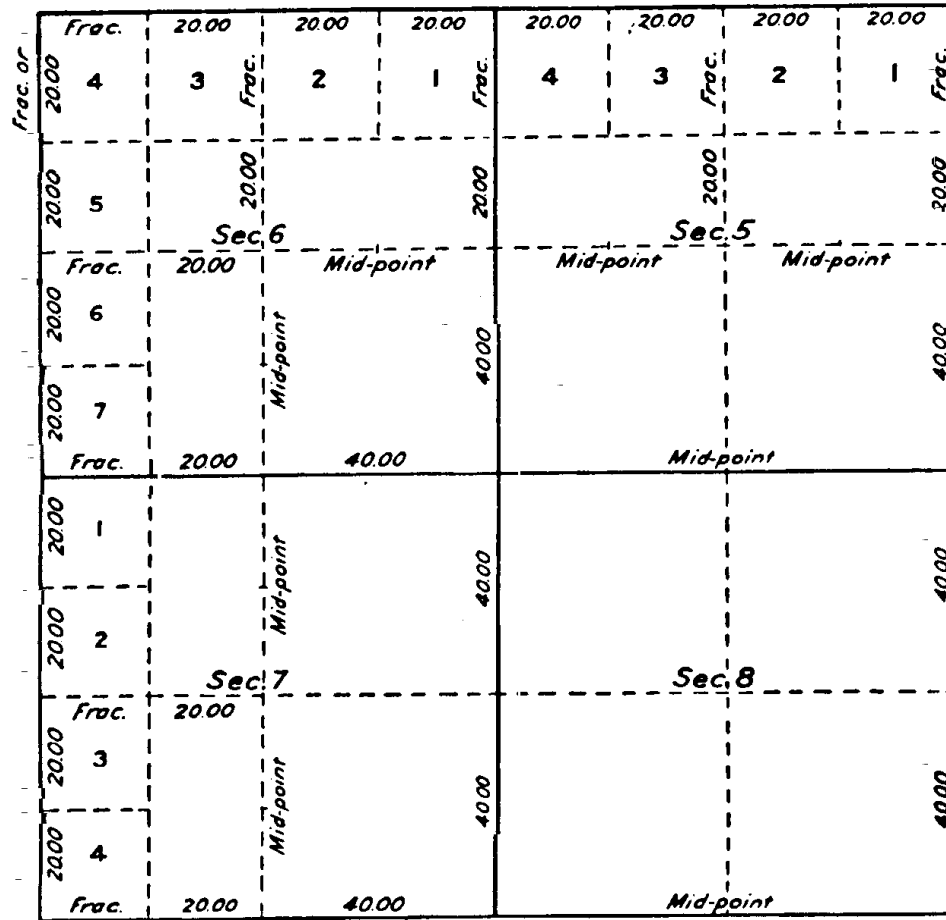 Frac. 20.00 20.00 20.00 20.00 20.00 20.00 20.00
Frac. or 20.00 4 3 Frac. 2 1 Frac. 4 3 Frac. 2 1 Frac.
20.00 5 20.00 20.00 20.00 20.00
Sec. 6 Sec. 5
Frac. 20.00 Mid-point Mid-point Mid-point
20.00 6 Mid-point 40.00 40.00
20.00 7
Frac. 20.00 40.00 Mid-point
20.00 1 Mid-point 40.00 40.00
20.00 2
Sec. 7 Sec. 8
Frac. 20.00
20.00 3 Mid-point 40.00 40.00
20.00 4
Frac. 20.00 40.00 Mid-point